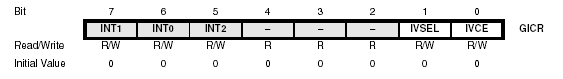 Bit 7 6 5 4 3 2 1 0
INT1 INT0 INT2 – – – IVSEL IVCE GICR
Read/Write R/W R/W R/W R R R R/W R/W
Initial Value 0 0 0 0 0 0 0 0